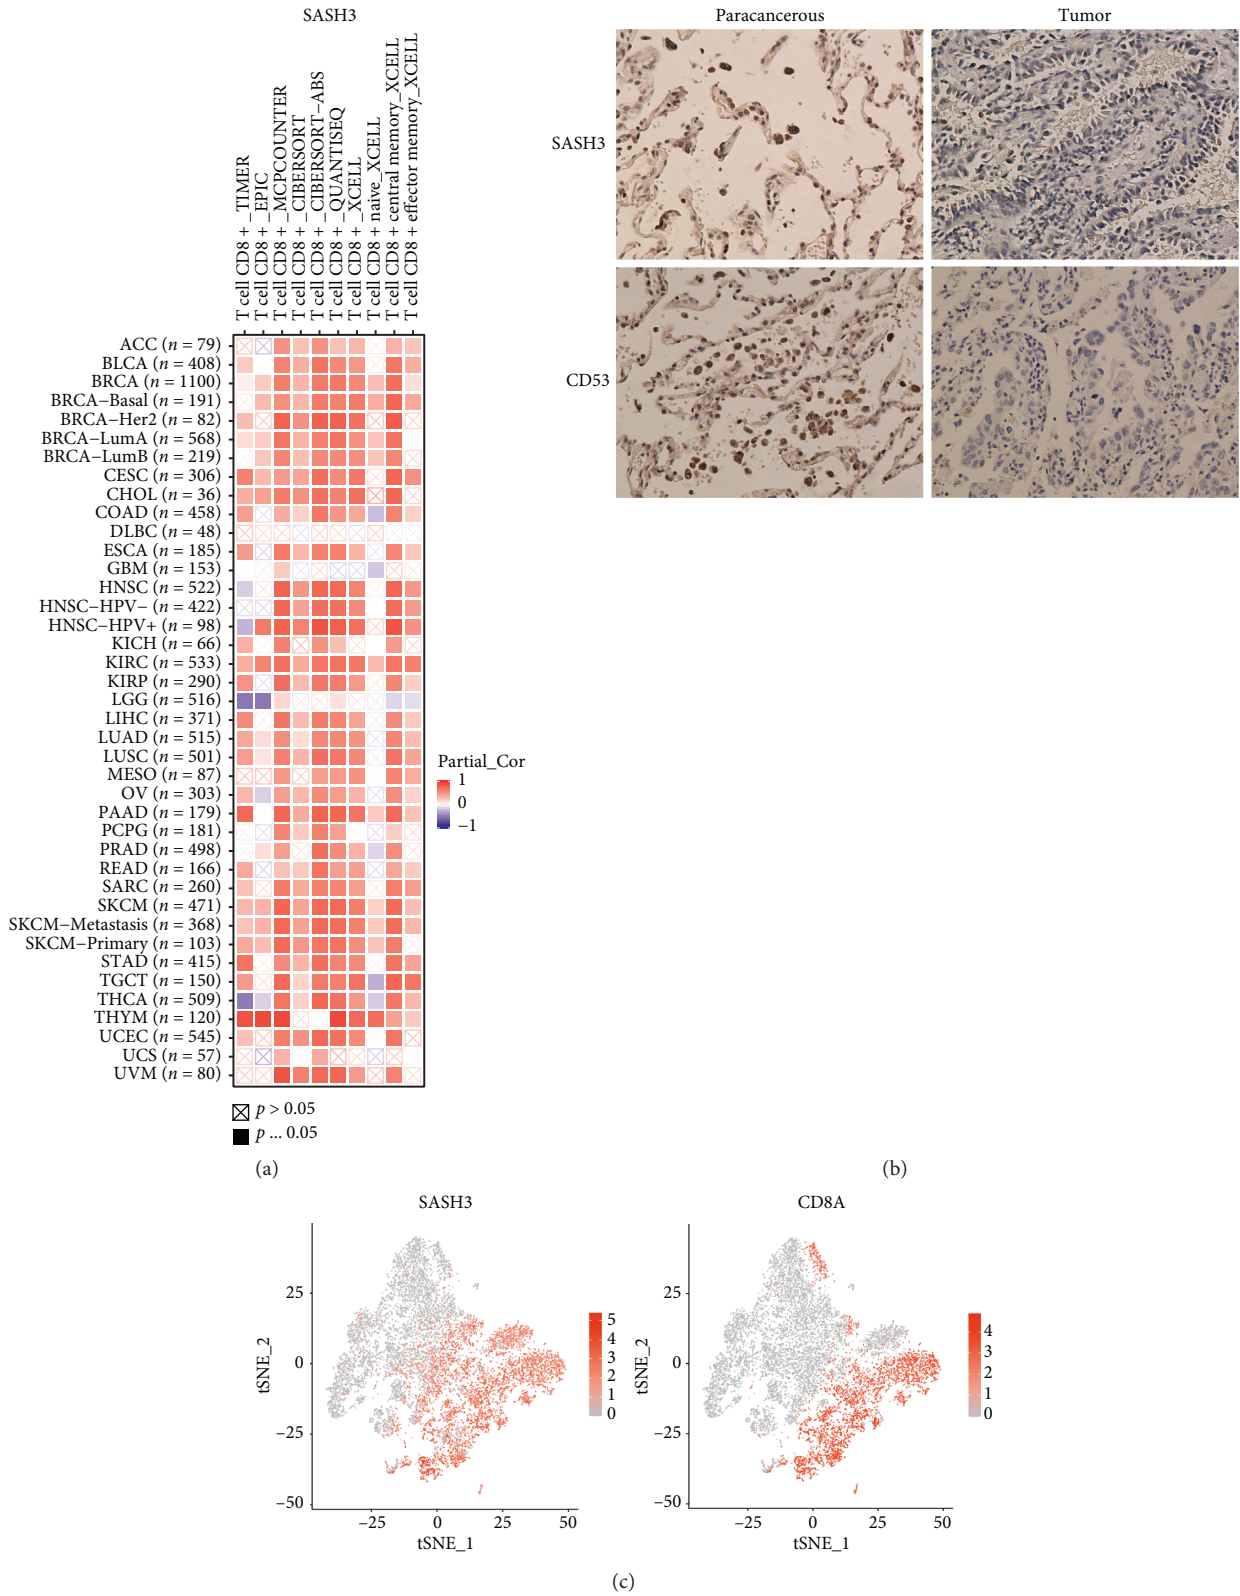 SASH3
T cell CD8 +_TIMER
T cell CD8 +_EPIC
T cell CD8 +_MCPCOUNTER
T cell CD8 +_CIBERSORT
T cell CD8 +_CIBERSORT−ABS
T cell CD8 +_QUANTISEQ
T cell CD8 +_XCELL
T cell CD8 + naive_XCELL
T cell CD8 + central memory_XCELL
T cell CD8 + effector memory_XCELL
ACC (n = 79)
BLCA (n = 408)
BRCA (n = 1100)
BRCA−Basal (n = 191)
BRCA−Her2 (n = 82)
BRCA−LumA (n = 568)
BRCA−LumB (n = 219)
CESC (n = 306)
CHOL (n = 36)
COAD (n = 458)
DLBC (n = 48)
ESCA (n = 185)
GBM (n = 153)
HNSC (n = 522)
HNSC−HPV− (n = 422)
HNSC−HPV+ (n = 98)
KICH (n = 66)
KIRC (n = 533)
KIRP (n = 290)
LGG (n = 516)
LIHC (n = 371)
LUAD (n = 515)
LUSC (n = 501)
MESO (n = 87)
OV (n = 303)
PAAD (n = 179)
PCPG (n = 181)
PRAD (n = 498)
READ (n = 166)
SARC (n = 260)
SKCM (n = 471)
SKCM−Metastasis (n = 368)
SKCM−Primary (n = 103)
STAD (n = 415)
TGCT (n = 150)
THCA (n = 509)
THYM (n = 120)
UCEC (n = 545)
UCS (n = 57)
UVM (n = 80)
Partial_Cor
1
0
−1
p > 0.05
p ... 0.05
(a)
Paracancerous
Tumor
SASH3
CD53
(b)
SASH3
25
0
−25
−50
tSNE_2
−25
0
25
50
tSNE_1
5
4
3
2
1
0
CD8A
25
0
−25
−50
tSNE_2
−25
0
25
50
tSNE_1
4
3
2
1
0
(c)